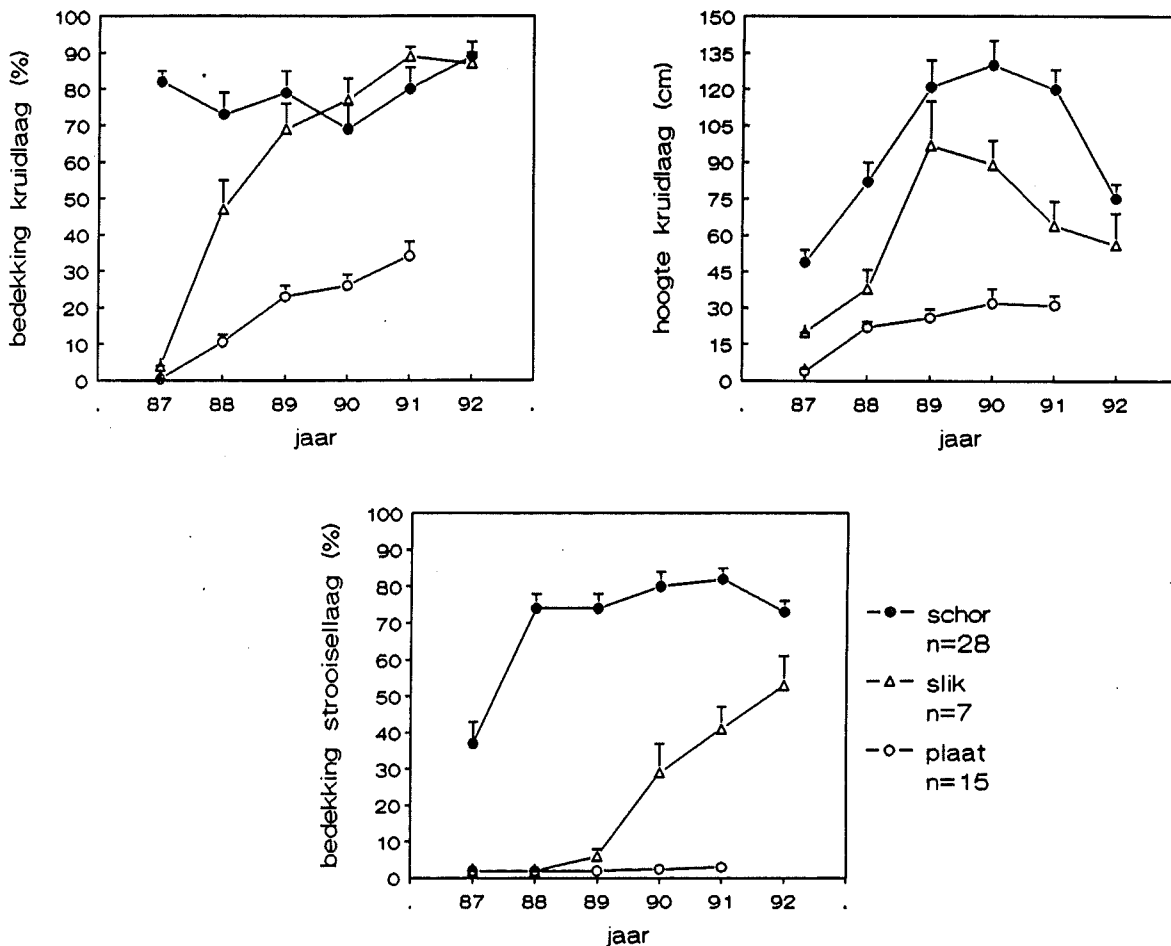 bedekking kruidlaag (%)
100
90
80
70
60
50
40
30
20
10
0
87 88 89 90 91 92
jaar
hoogte kruidlaag (cm)
150
135
120
105
90
75
60
45
30
15
0
87 88 89 90 91 92
jaar
bedekking strooisellaag (%)
100
90
80
70
60
50
40
30
20
10
0
87 88 89 90 91 92
jaar
schor
n=28
slik
n=7
plaat
n=15